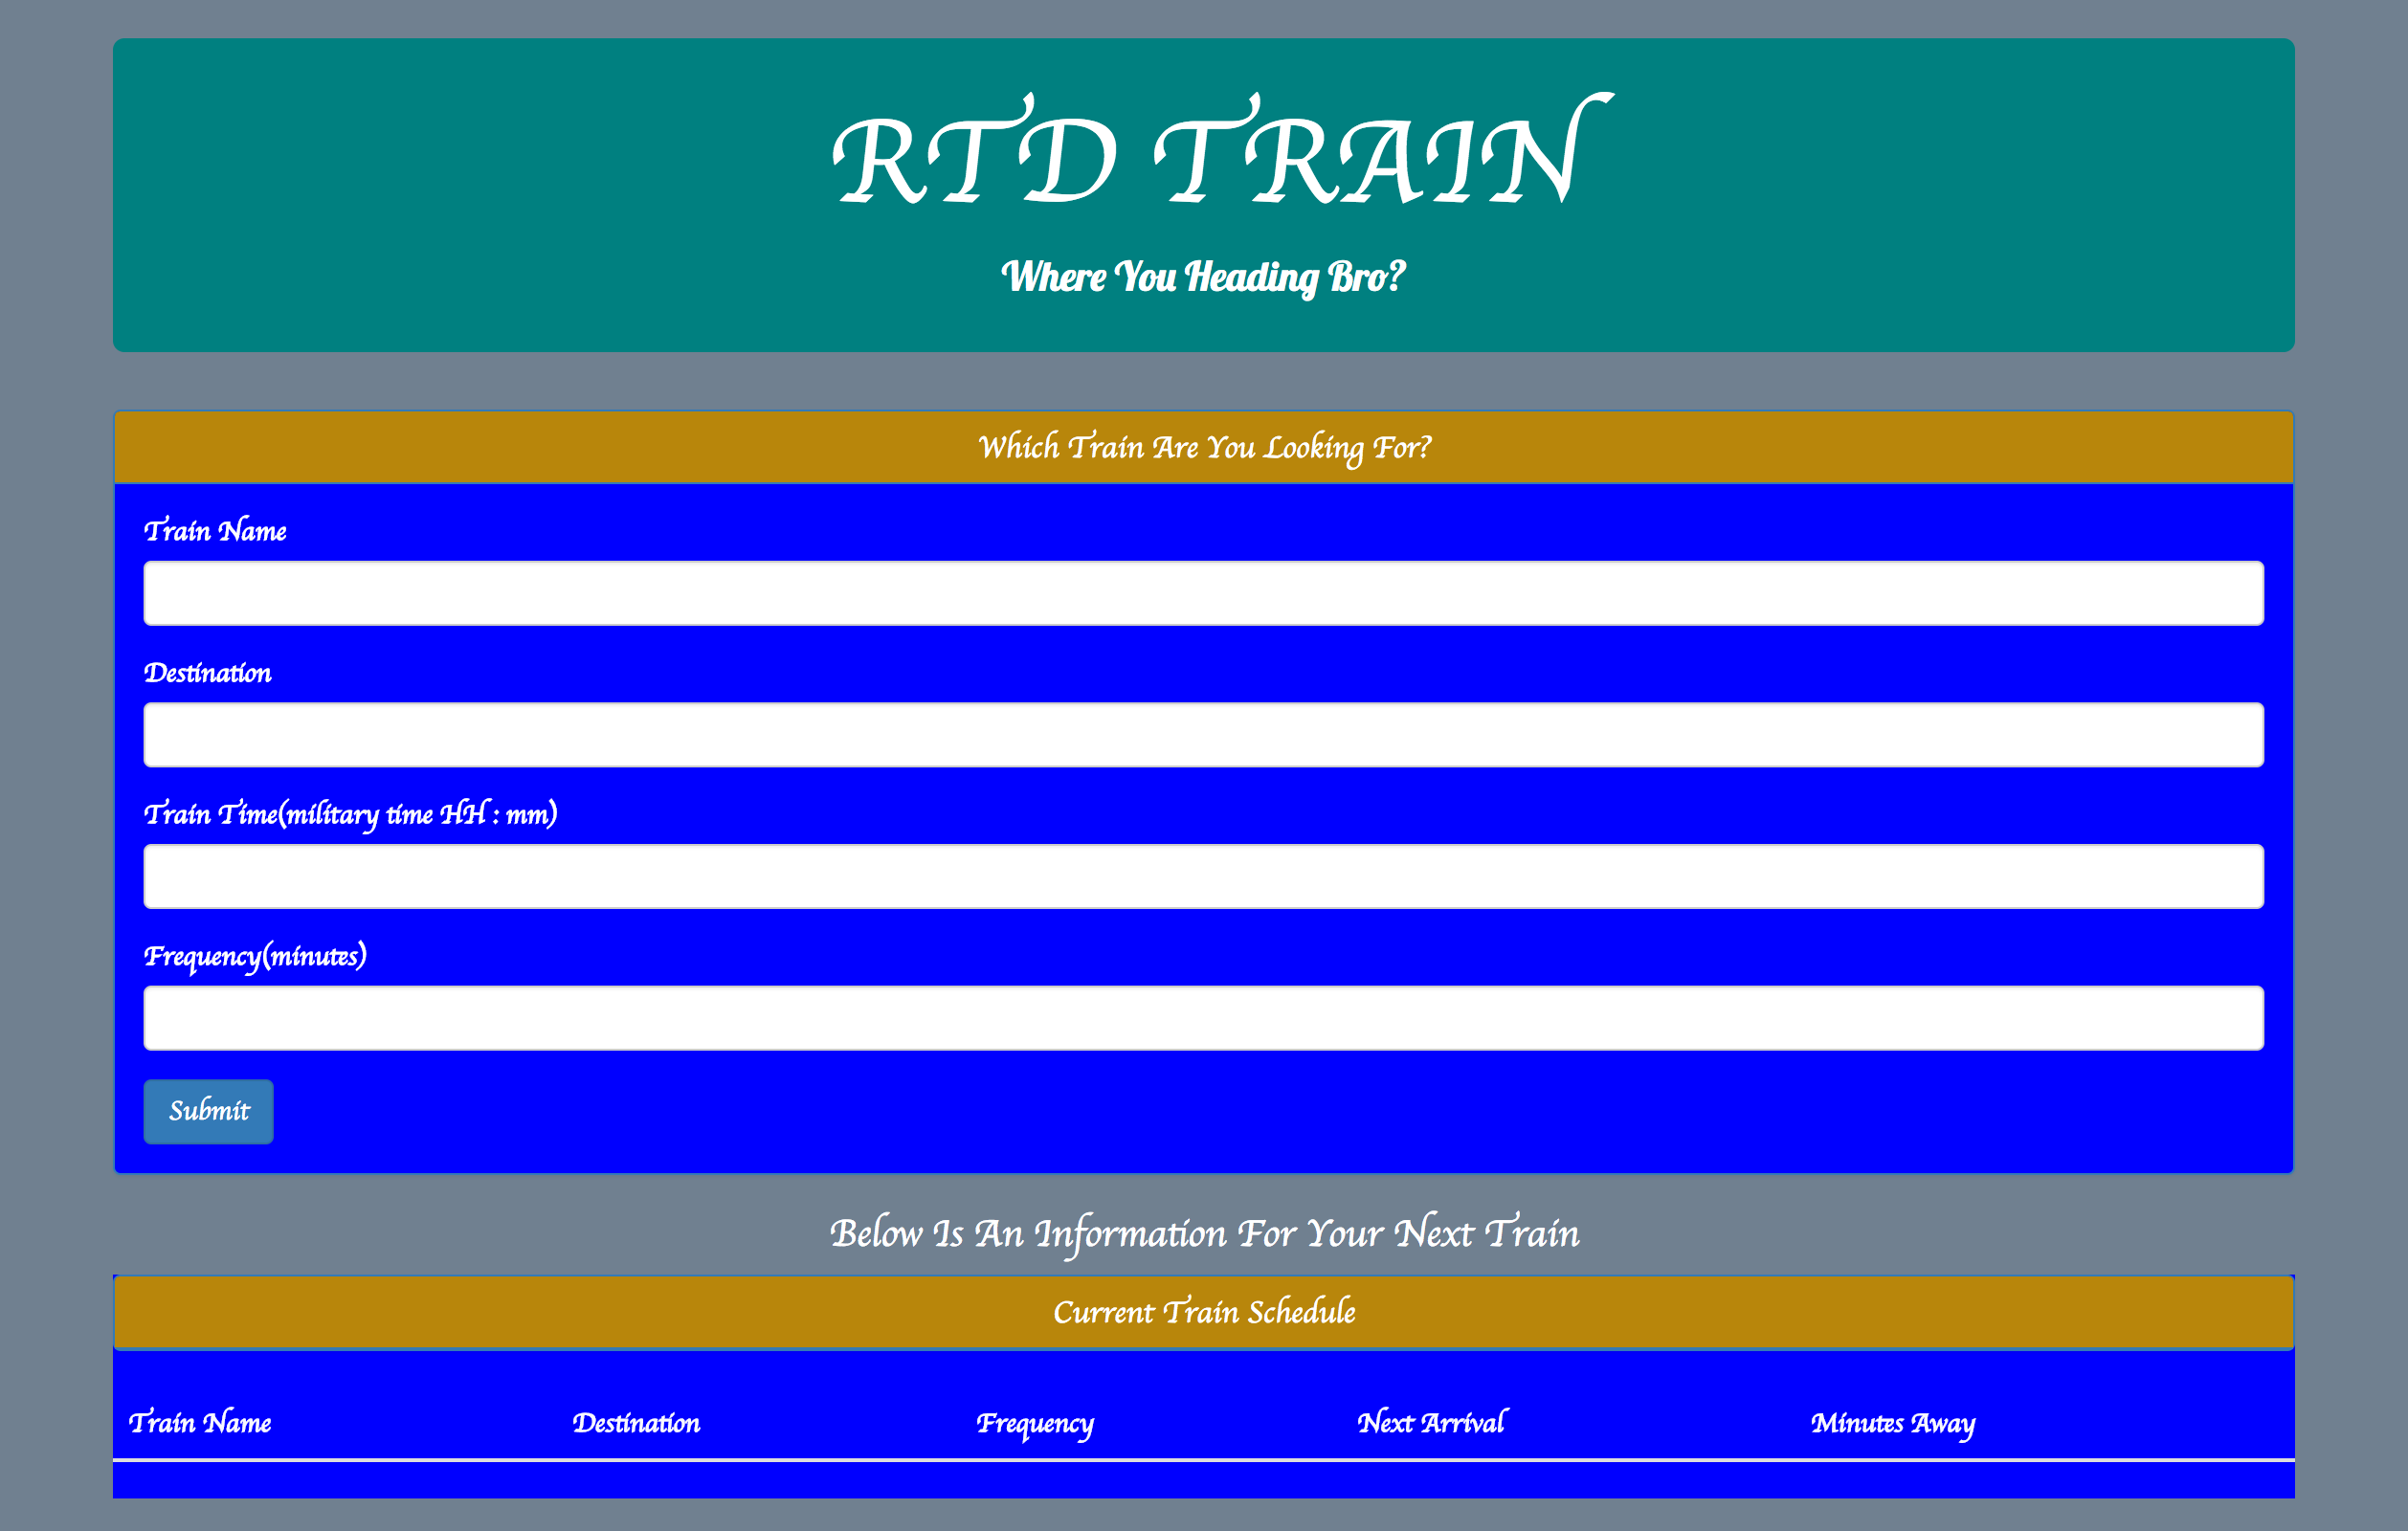 RTD TRAIN
Where You Heading Bro?
Which Train Are You Looking For?
Train Name
Destination
Train Time(military time HH : mm)
Frequency(minutes)
Submit
Below Is An Information For Your Next Train
Current Train Schedule
Train Name Destination Frequency Next Arrival Minutes Away